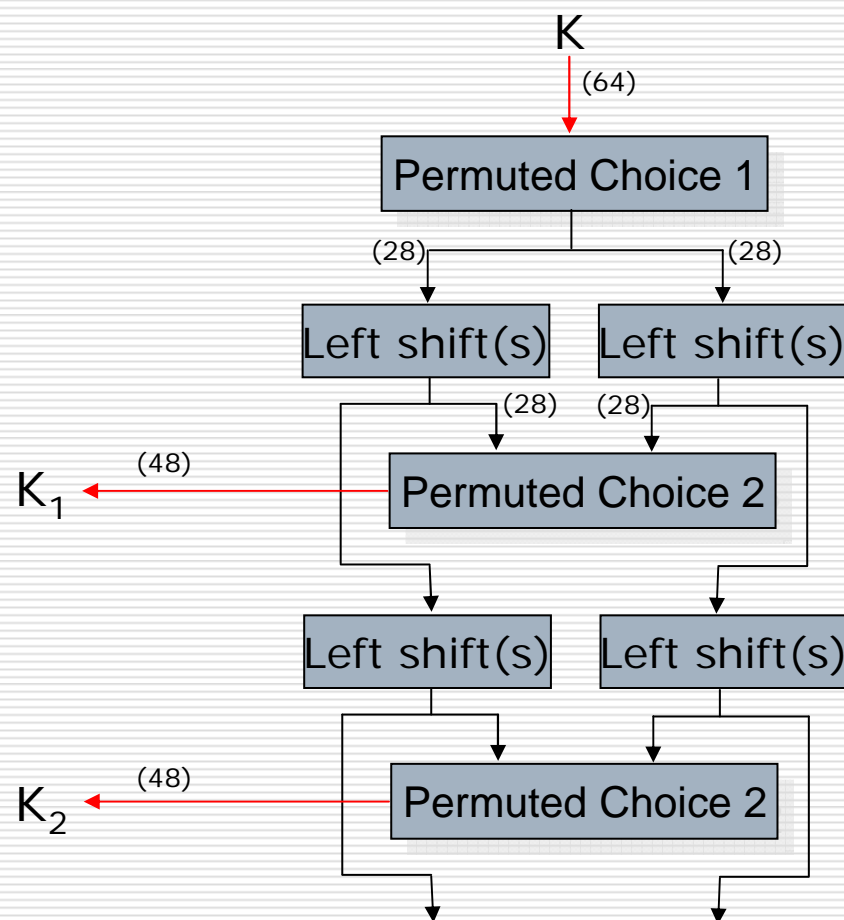 K
(64)
Permuted Choice 1
(28) (28)
Left shift(s) Left shift(s)
(28) (28)
(48)
K₁ Permuted Choice 2
Left shift(s) Left shift(s)
(48)
K₂ Permuted Choice 2